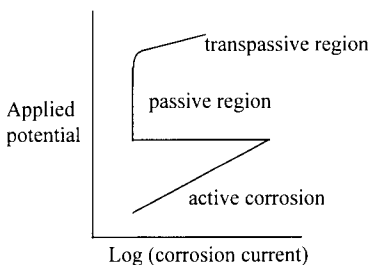 transpassive region
passive region
Applied
potential
active corrosion
Log (corrosion current)